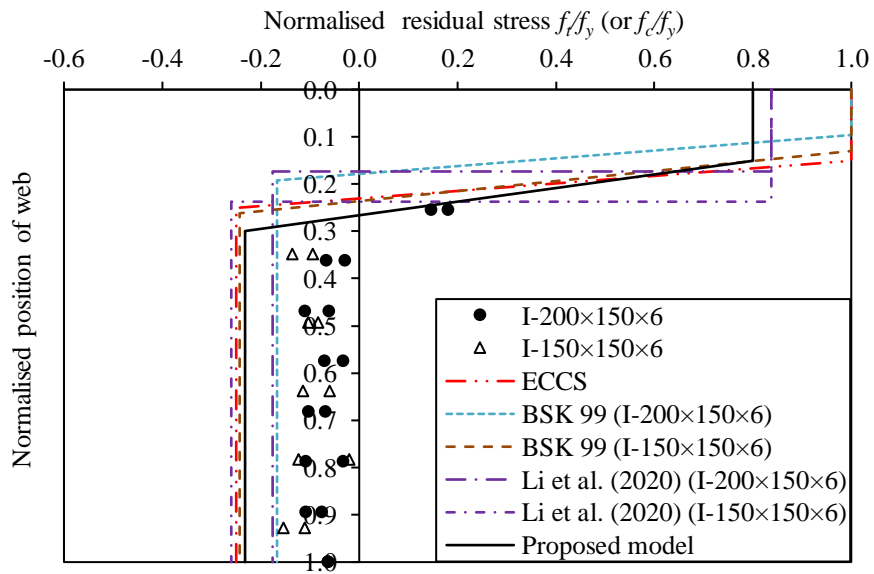 Normalised residual stress fₜ/fᵧ (or f꜀/fᵧ)
-0.6 -0.4 -0.2 0.0 0.2 0.4 0.6 0.8 1.0
Normalised position of web
0.0
0.1
0.2
0.3
0.4
0.5
0.6
0.7
0.8
0.9
1.0
I-200×150×6
I-150×150×6
ECCS
BSK 99 (I-200×150×6)
BSK 99 (I-150×150×6)
Li et al. (2020) (I-200×150×6)
Li et al. (2020) (I-150×150×6)
Proposed model